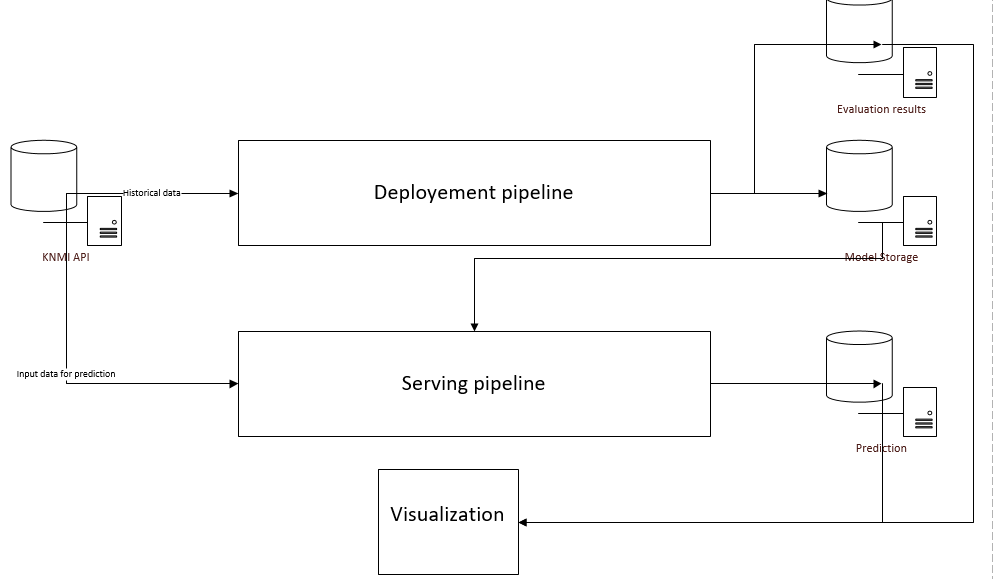 Evaluation results
Historical data
Deployement pipeline
KNMI API
Model Storage
Input data for prediction
Serving pipeline
Prediction
Visualization